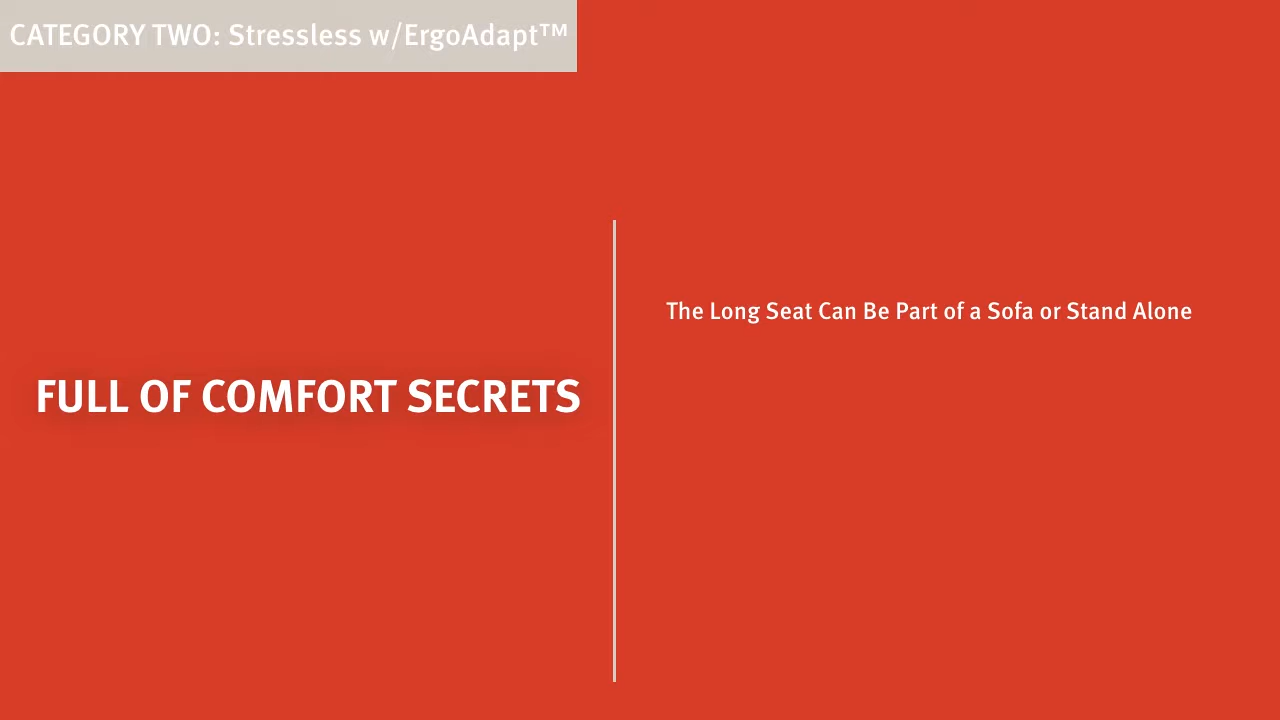 CATEGORY TWO: Stressless w/ErgoAdapt™
FULL OF COMFORT SECRETS
The Long Seat Can Be Part of a Sofa or Stand Alone